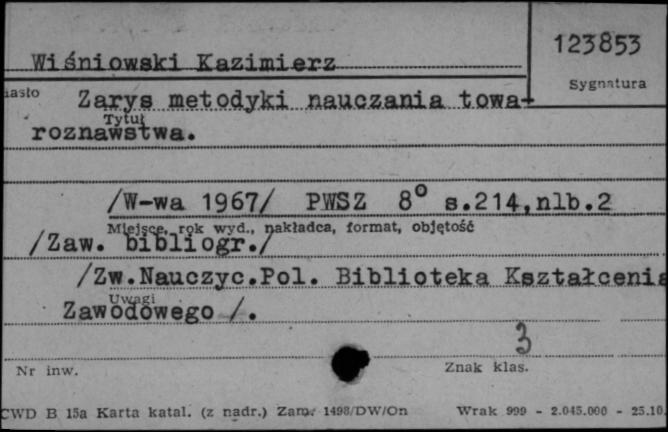 Wiśniowski Kazimierz
123853
Sygnatura
iasło Zarys metodyki nauczania towa-
Tytuł
roznawstwa.
/W-wa 1967/ PWSZ 8° s.214,nlb.2
Miejsce, rok wyd., nakładca, format, objętość
/Zaw. bibliogr./
/Zw.Nauczyc.Pol. Biblioteka Kształcenia
Uwagi
Zawodowego /.
3
Nr inw.
Znak klas.
CWD B 15a Karta katal. (z nadr.) Zam. 1498/DW/On Wrak 999 - 2.045.000 - 25.10.